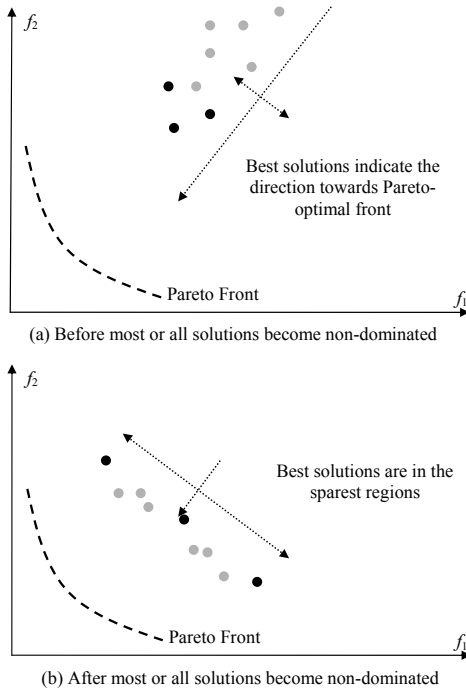 f2
Best solutions indicate the
direction towards Pareto-
optimal front
Pareto Front
f1
(a) Before most or all solutions become non-dominated
f2
Best solutions are in the
sparest regions
Pareto Front
f1
(b) After most or all solutions become non-dominated